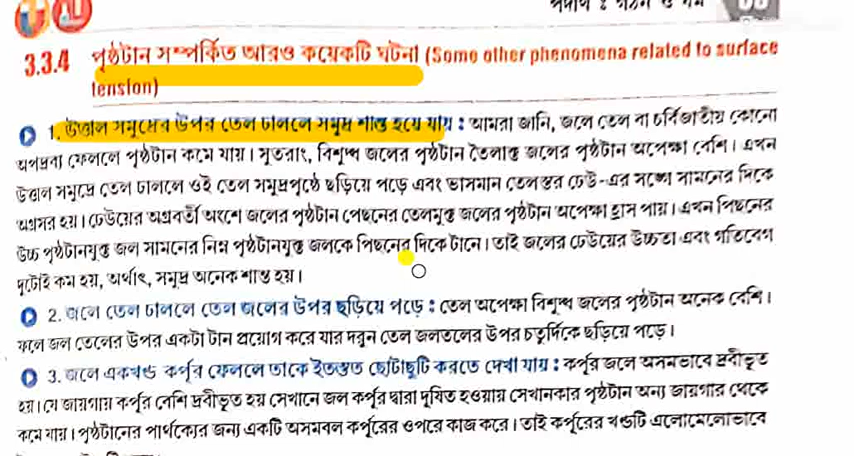 পদার্থ ঃ গঠন ও ধর্ম
3.3.4 পৃষ্ঠটান সম্পর্কিত আরও কয়েকটি ঘটনা (Some other phenomena related to surface
tension)
1. উত্তাল সমুদ্রের উপর তেল ঢাললে সমুদ্র শান্ত হয়ে যায় ঃ আমরা জানি, জলে তেল বা চর্বিজাতীয় কোনো
অপদ্রব্য ফেললে পৃষ্ঠটান কমে যায়। সুতরাং, বিশুদ্ধ জলের পৃষ্ঠটান তৈলাক্ত জলের পৃষ্ঠটান অপেক্ষা বেশি। এখন
উত্তাল সমুদ্রে তেল ঢাললে ওই তেল সমুদ্রপৃষ্ঠে ছড়িয়ে পড়ে এবং ভাসমান তেলস্তর ঢেউ-এর সঙ্গে সামনের দিকে
অগ্রসর হয়। ঢেউয়ের অগ্রবর্তী অংশে জলের পৃষ্ঠটান পেছনের তেলমুক্ত জলের পৃষ্ঠটান অপেক্ষা হ্রাস পায়। এখন পিছনের
উচ্চ পৃষ্ঠটানযুক্ত জল সামনের নিম্ন পৃষ্ঠটানযুক্ত জলকে পিছনের দিকে টানে। তাই জলের ঢেউয়ের উচ্চতা এবং গতিবেগ
দুটোই কম হয়, অর্থাৎ, সমুদ্র অনেক শান্ত হয়।
2. জলে তেল ঢাললে তেল জলের উপর ছড়িয়ে পড়ে ঃ তেল অপেক্ষা বিশুদ্ধ জলের পৃষ্ঠটান অনেক বেশি।
ফলে জল তেলের উপর একটা টান প্রয়োগ করে যার দরুন তেল জলতলের উপর চতুর্দিকে ছড়িয়ে পড়ে।
3. জলে একখণ্ড কর্পূর ফেললে তাকে ইতস্তত ছোটাছুটি করতে দেখা যায় ঃ কর্পূর জলে অসমভাবে দ্রবীভূত
হয়। যে জায়গায় কর্পূর বেশি দ্রবীভূত হয় সেখানে জল কর্পূর দ্বারা দূষিত হওয়ায় সেখানকার পৃষ্ঠটান অন্য জায়গার থেকে
কমে যায়। পৃষ্ঠটানের পার্থক্যের জন্য একটি অসমবল কর্পূরের ওপরে কাজ করে। তাই কর্পূরের খণ্ডটি এলোমেলোভাবে